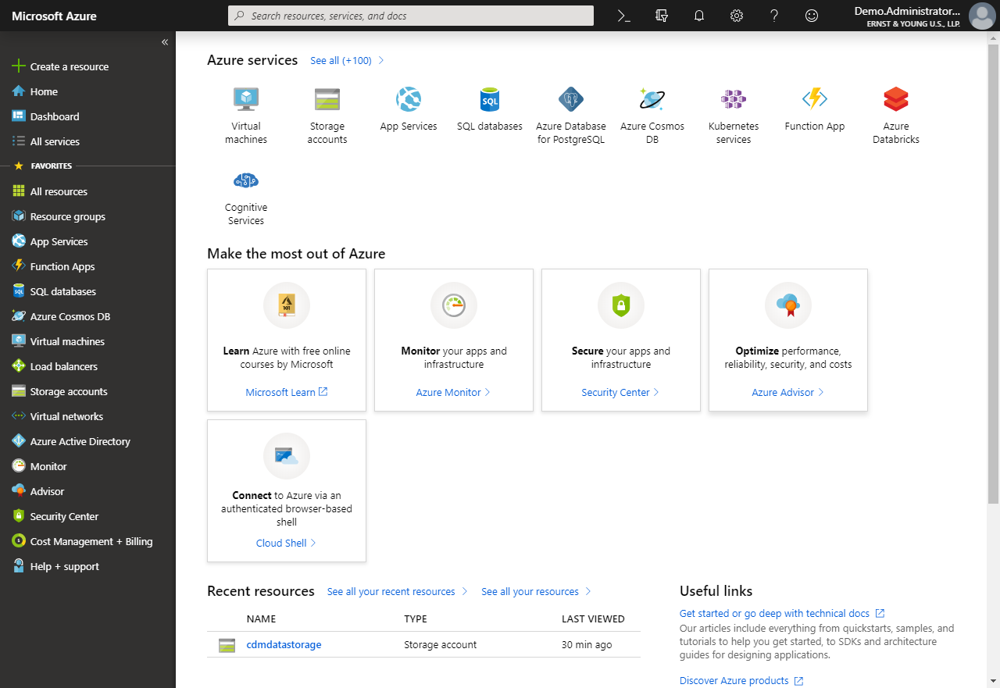 Microsoft Azure
Search resources, services, and docs
Demo.Administrator...
ERNST & YOUNG U.S., LLP.
Create a resource
Home
Dashboard
All services
FAVORITES
All resources
Resource groups
App Services
Function Apps
SQL databases
Azure Cosmos DB
Virtual machines
Load balancers
Storage accounts
Virtual networks
Azure Active Directory
Monitor
Advisor
Security Center
Cost Management + Billing
Help + support
Azure services See all (+100)
Virtual
machines
Storage
accounts
App Services
SQL
SQL databases
Azure Database
for PostgreSQL
Azure Cosmos
DB
Kubernetes
services
Function App
Azure
Databricks
Cognitive
Services
Make the most out of Azure
101
Learn Azure with free online
courses by Microsoft
Microsoft Learn
Monitor your apps and
infrastructure
Azure Monitor
Secure your apps and
infrastructure
Security Center
Optimize performance,
reliability, security, and costs
Azure Advisor
Connect to Azure via an
authenticated browser-based
shell
Cloud Shell
Recent resources See all your recent resources See all your resources
NAME TYPE LAST VIEWED
cdmdatastorage Storage account 30 min ago
Useful links
Get started or go deep with technical docs
Our articles include everything from quickstarts, samples, and
tutorials to help you get started, to SDKs and architecture
guides for designing applications.
Discover Azure products